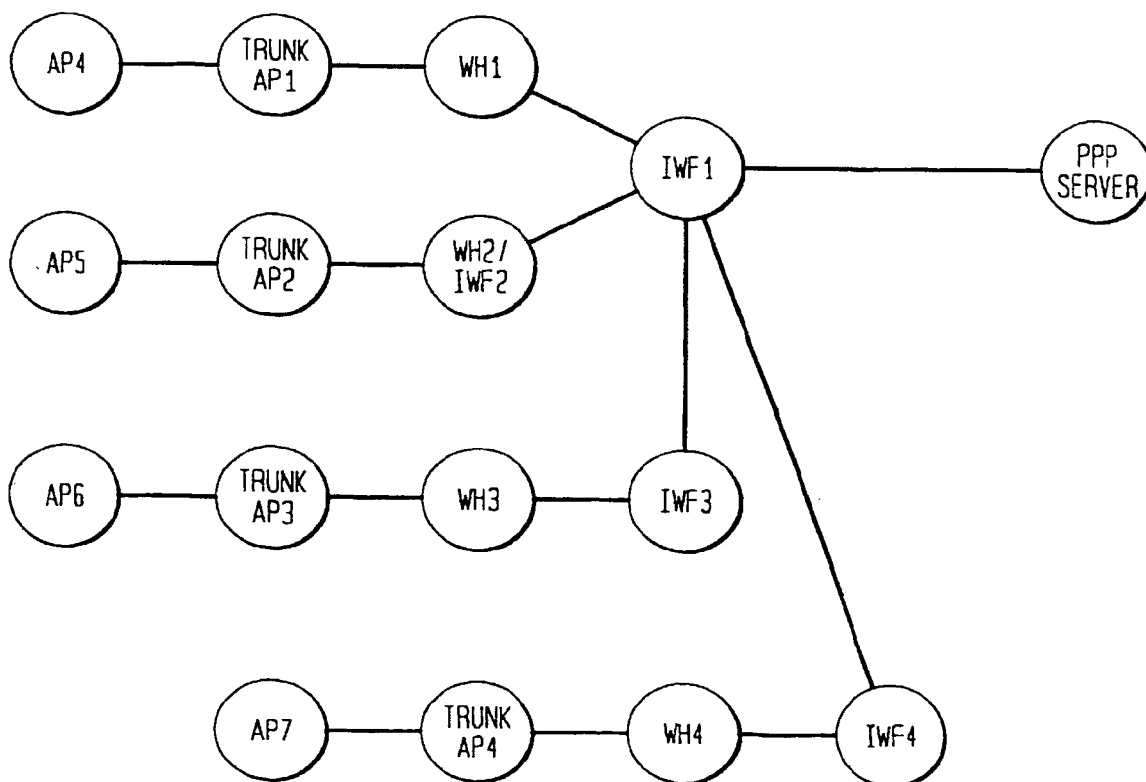 AP4
TRUNK
AP1
WH1
IWF1
PPP
SERVER
AP5
TRUNK
AP2
WH2/
IWF2
AP6
TRUNK
AP3
WH3
IWF3
AP7
TRUNK
AP4
WH4
IWF4